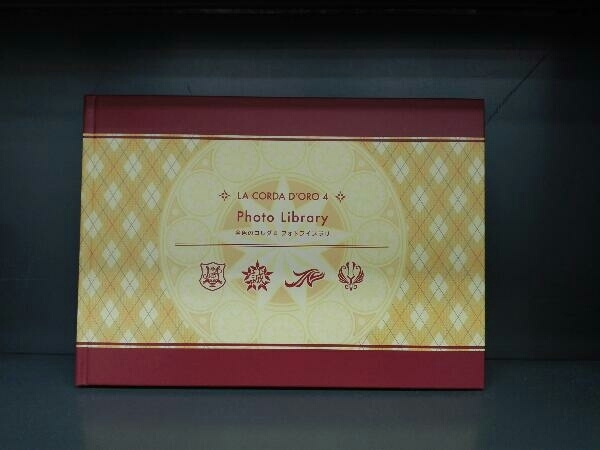 LA CORDA D'ORO 4
Photo Library
金色のコルダ4 フォトライブラリ
誠